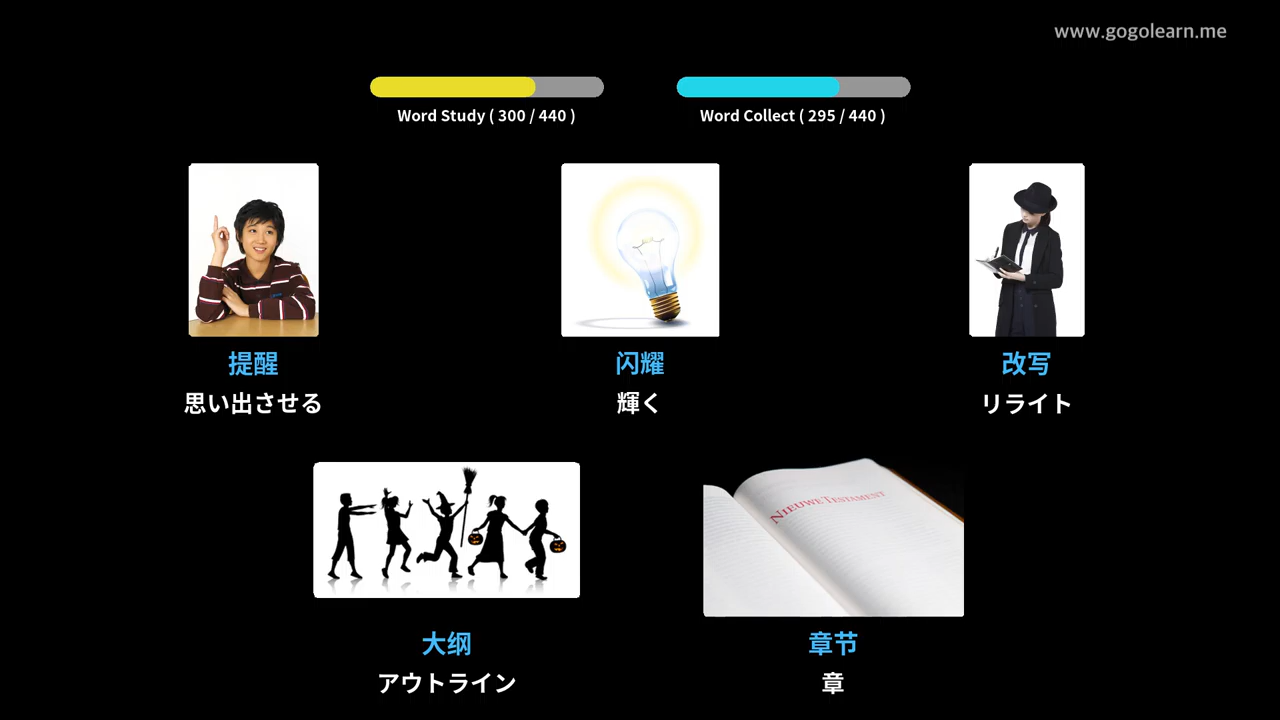 www.gogolearn.me
Word Study ( 300 / 440 )
Word Collect ( 295 / 440 )
提醒
思い出させる
闪耀
輝く
改写
リライト
NIEUWE TESTAMENT
大纲
アウトライン
章节
章